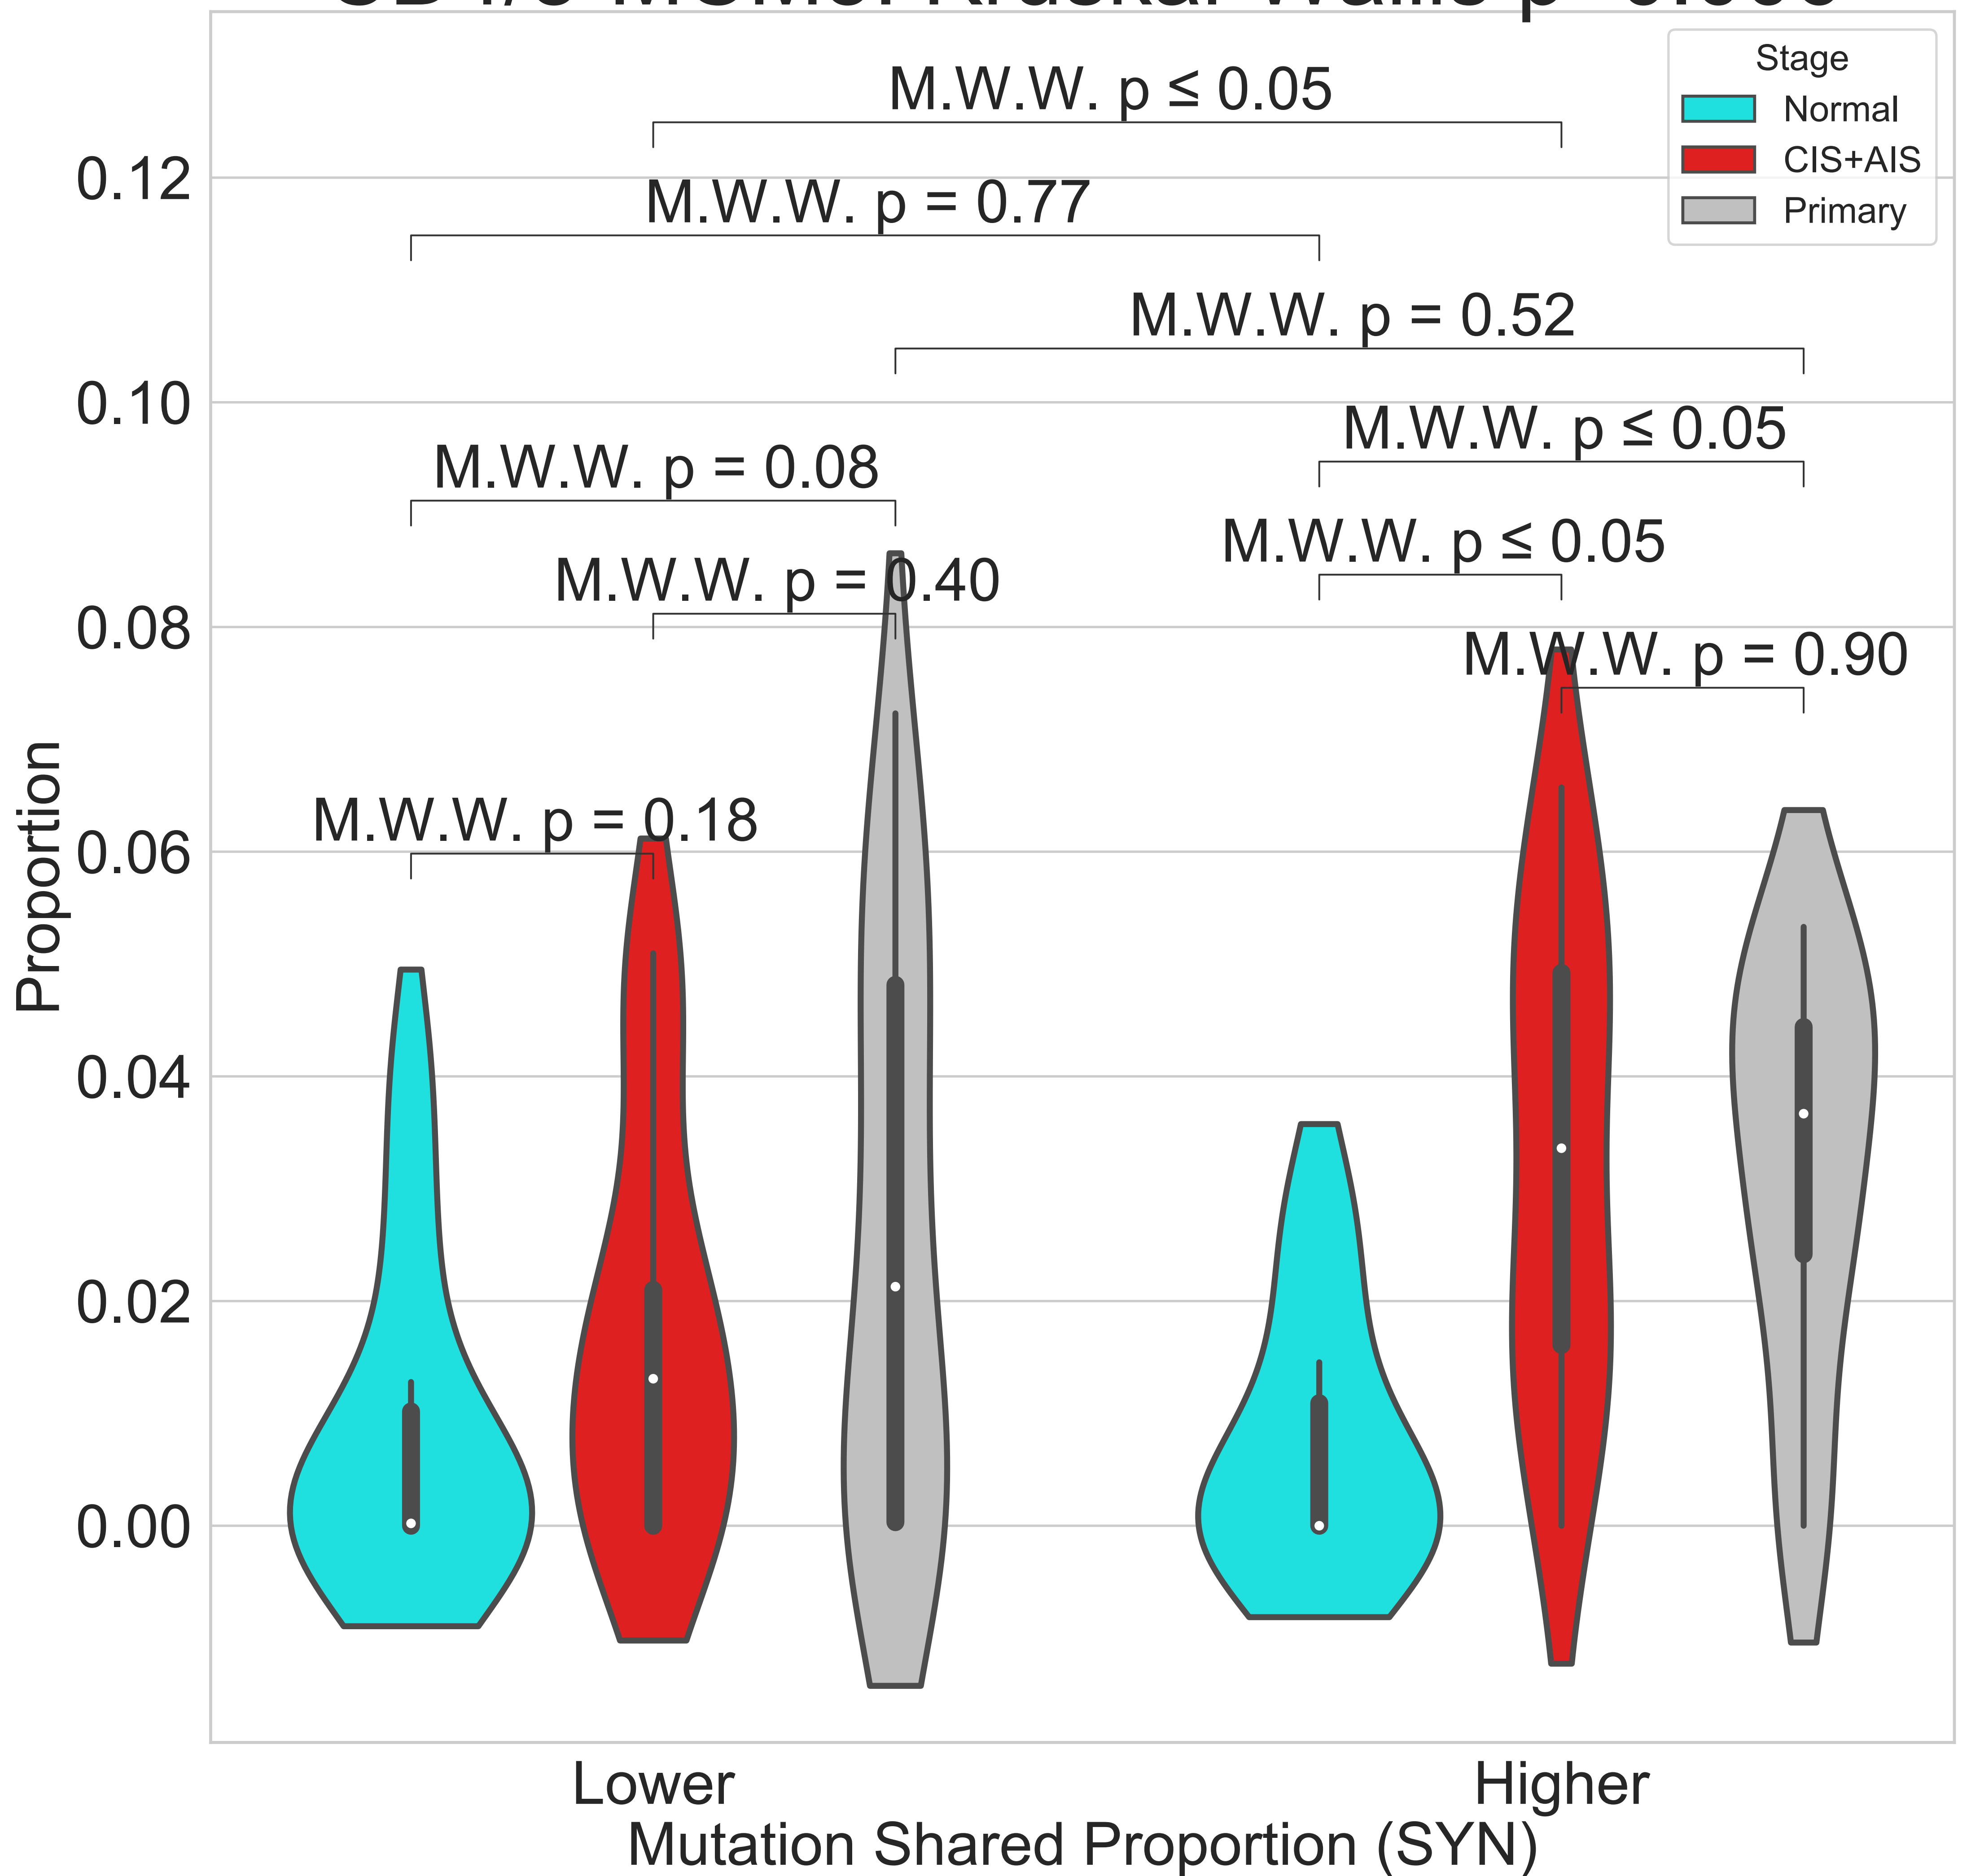 Stage
Normal
CIS+AIS
Primary
M.W.W. p ≤ 0.05
M.W.W. p = 0.77
M.W.W. p = 0.52
M.W.W. p ≤ 0.05
M.W.W. p = 0.08
M.W.W. p ≤ 0.05
M.W.W. p = 0.40
M.W.W. p = 0.90
M.W.W. p = 0.18
0.12
0.10
0.08
0.06
0.04
0.02
0.00
Proportion
Lower
Higher
Mutation Shared Proportion (SYN)